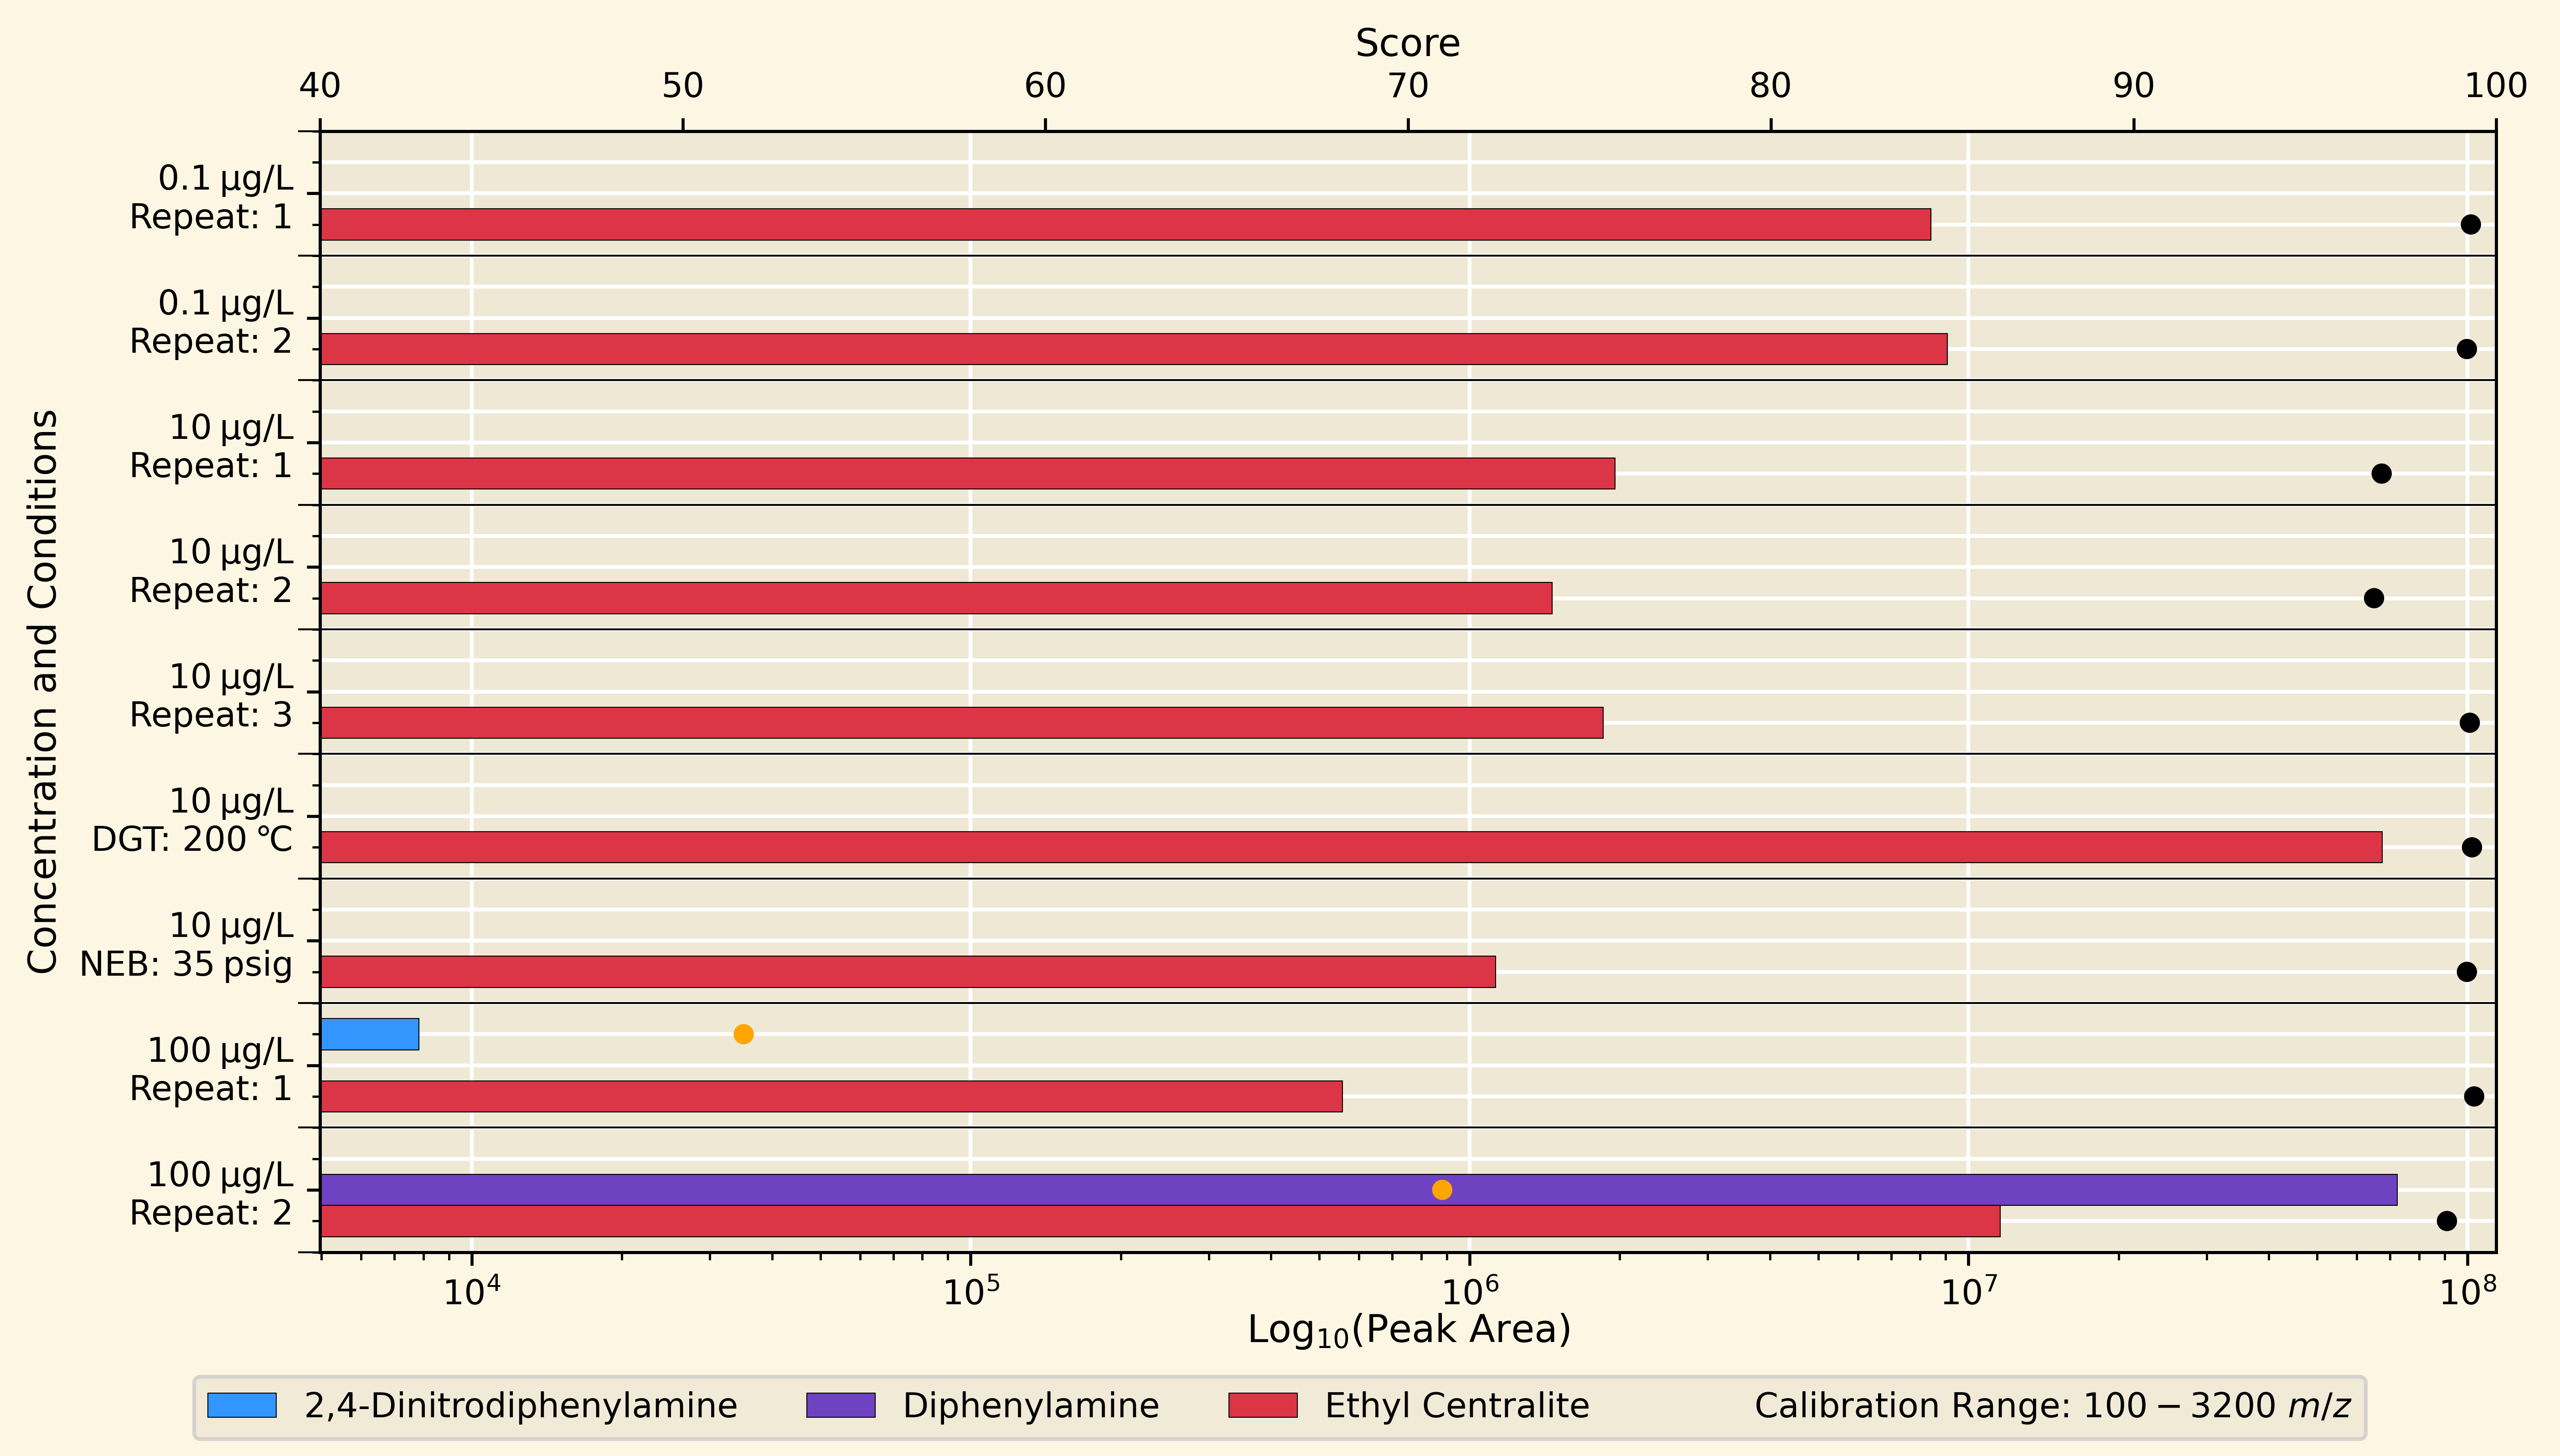 Score
40 50 60 70 80 90 100
Concentration and Conditions
0.1 µg/L
Repeat: 1
0.1 µg/L
Repeat: 2
10 µg/L
Repeat: 1
10 µg/L
Repeat: 2
10 µg/L
Repeat: 3
10 µg/L
DGT: 200 °C
10 µg/L
NEB: 35 psig
100 µg/L
Repeat: 1
100 µg/L
Repeat: 2
10⁴ 10⁵ 10⁶ 10⁷ 10⁸
Log₁₀(Peak Area)
2,4-Dinitrodiphenylamine Diphenylamine Ethyl Centralite Calibration Range: 100 − 3200 m/z